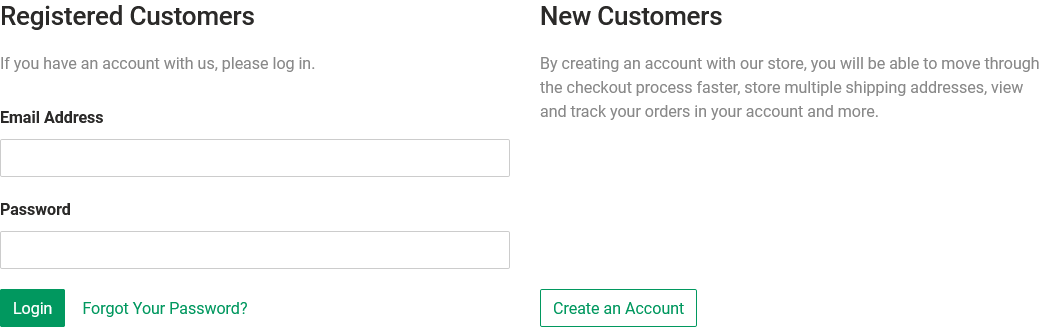 Registered Customers
If you have an account with us, please log in.
Email Address
Password
Login
Forgot Your Password?
New Customers
By creating an account with our store, you will be able to move through
the checkout process faster, store multiple shipping addresses, view
and track your orders in your account and more.
Create an Account